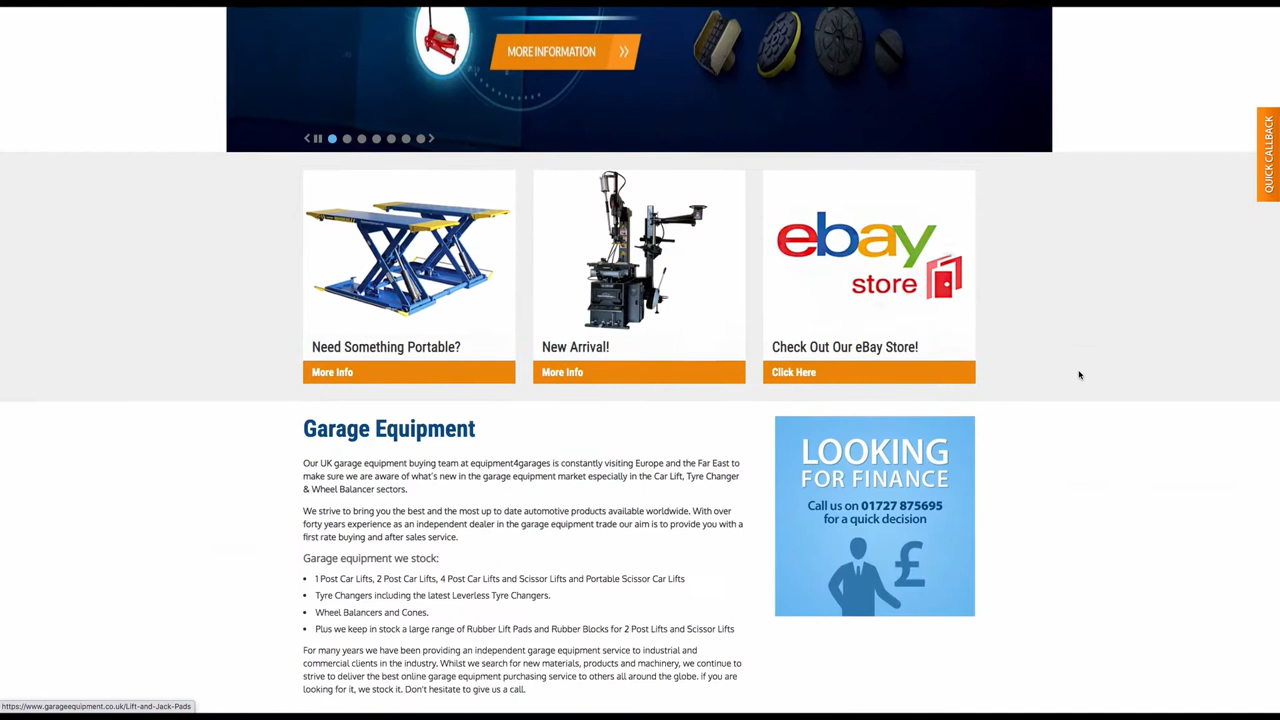 MORE INFORMATION
QUICK CALLBACK
ebay
store
Need Something Portable?
New Arrival!
Check Out Our eBay Store!
More Info
More Info
Click Here
Garage Equipment
Our UK garage equipment buying team at equipment4garages is constantly visiting Europe and the Far East to
make sure we are aware of what's new in the garage equipment market especially in the Car Lift, Tyre Changer
& Wheel Balancer sectors.
We strive to bring you the best and the most up to date automotive products available worldwide. With over
forty years experience as an independent dealer in the garage equipment trade our aim is to provide you with a
first rate buying and after sales service.
Garage equipment we stock:
• 1 Post Car Lifts, 2 Post Car Lifts, 4 Post Car Lifts and Scissor Lifts and Portable Scissor Car Lifts
• Tyre Changers including the latest Leverless Tyre Changers.
• Wheel Balancers and Cones.
• Plus we keep in stock a large range of Rubber Lift Pads and Rubber Blocks for 2 Post Lifts and Scissor Lifts
For many years we have been providing an independent garage equipment service to industrial and
commercial clients in the industry. Whilst we search for new materials, products and machinery, we continue to
strive to deliver the best online garage equipment purchasing service to others all around the globe. if you are
looking for it, we stock it. Don't hesitate to give us a call.
LOOKING
FOR FINANCE
Call us on 01727 875695
for a quick decision
£
https://www.garageequipment.co.uk/Lift-and-Jack-Pads